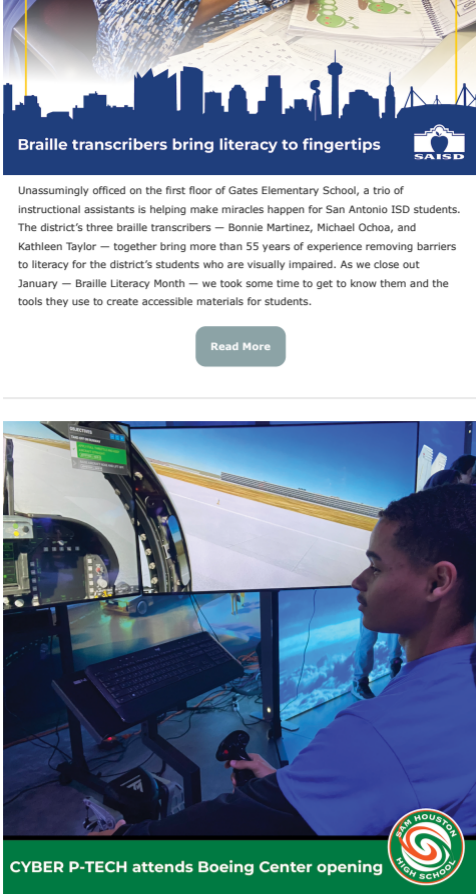 Braille transcribers bring literacy to fingertips
SAISD
Unassumingly officed on the first floor of Gates Elementary School, a trio of
instructional assistants is helping make miracles happen for San Antonio ISD students.
The district's three braille transcribers — Bonnie Martinez, Michael Ochoa, and
Kathleen Taylor — together bring more than 55 years of experience removing barriers
to literacy for the district's students who are visually impaired. As we close out
January — Braille Literacy Month — we took some time to get to know them and the
tools they use to create accessible materials for students.
Read More
OBJECTIVES
SAM HOUSTON
HIGH SCHOOL
CYBER P-TECH attends Boeing Center opening